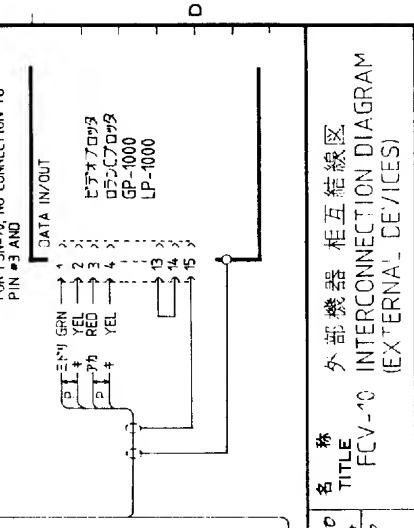 D
PIN #3 AND
DATA IN/OUT
ミドリ GRN 1
キ YEL 2
アカ RED 3
キ YEL 4
P
P
13
14
15
ビデオプロッタ
ロランCプロッタ
GP-1000
LP-1000
名称
TITLE
外部機器 相互結線図
FCV-10 INTERCONNECTION DIAGRAM
(EXTERNAL DEVICES)